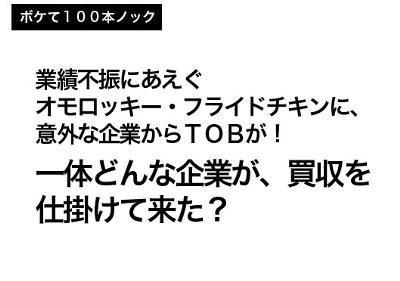 ボケて１００本ノック
業績不振にあえぐ
オモロッキー・フライドチキンに、
意外な企業からＴＯＢが！
一体どんな企業が、買収を
仕掛けて来た？